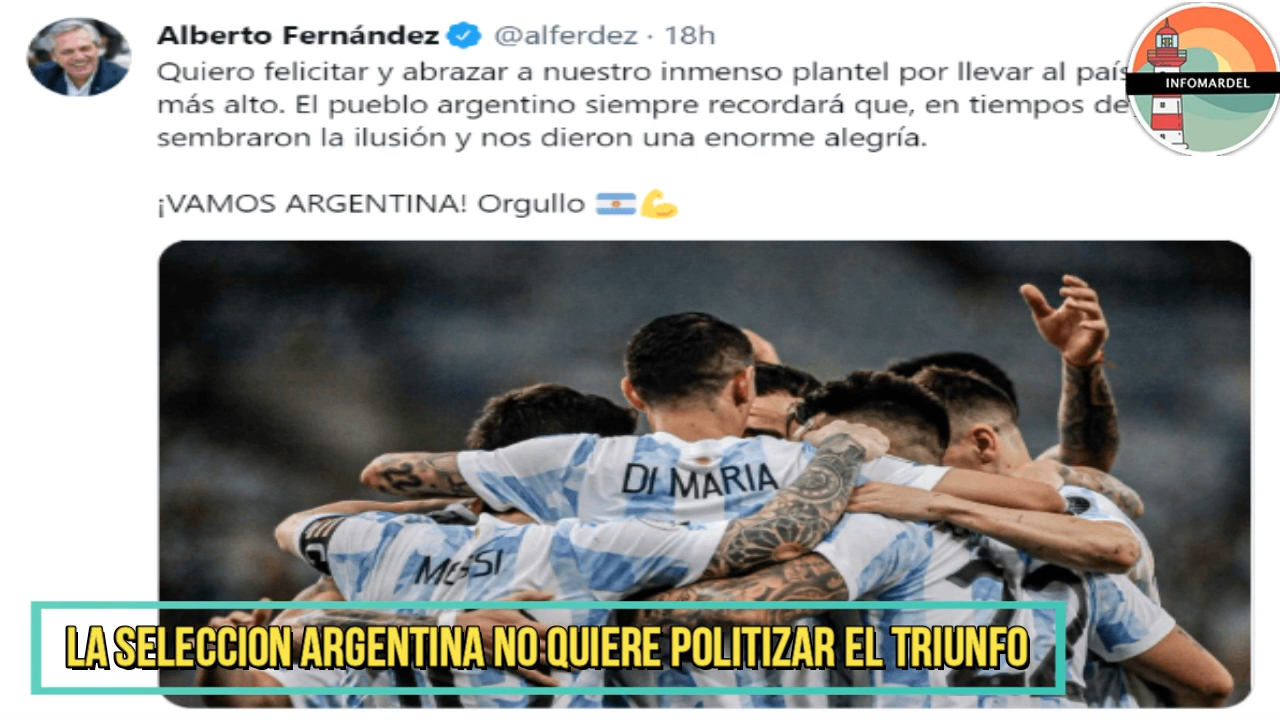 Alberto Fernández @alferdez · 18h
Quiero felicitar y abrazar a nuestro inmenso plantel por llevar al país
más alto. El pueblo argentino siempre recordará que, en tiempos de
sembraron la ilusión y nos dieron una enorme alegría.
¡VAMOS ARGENTINA! Orgullo
INFOMARDEL
DI MARIA
MESSI
LA SELECCION ARGENTINA NO QUIERE POLITIZAR EL TRIUNFO